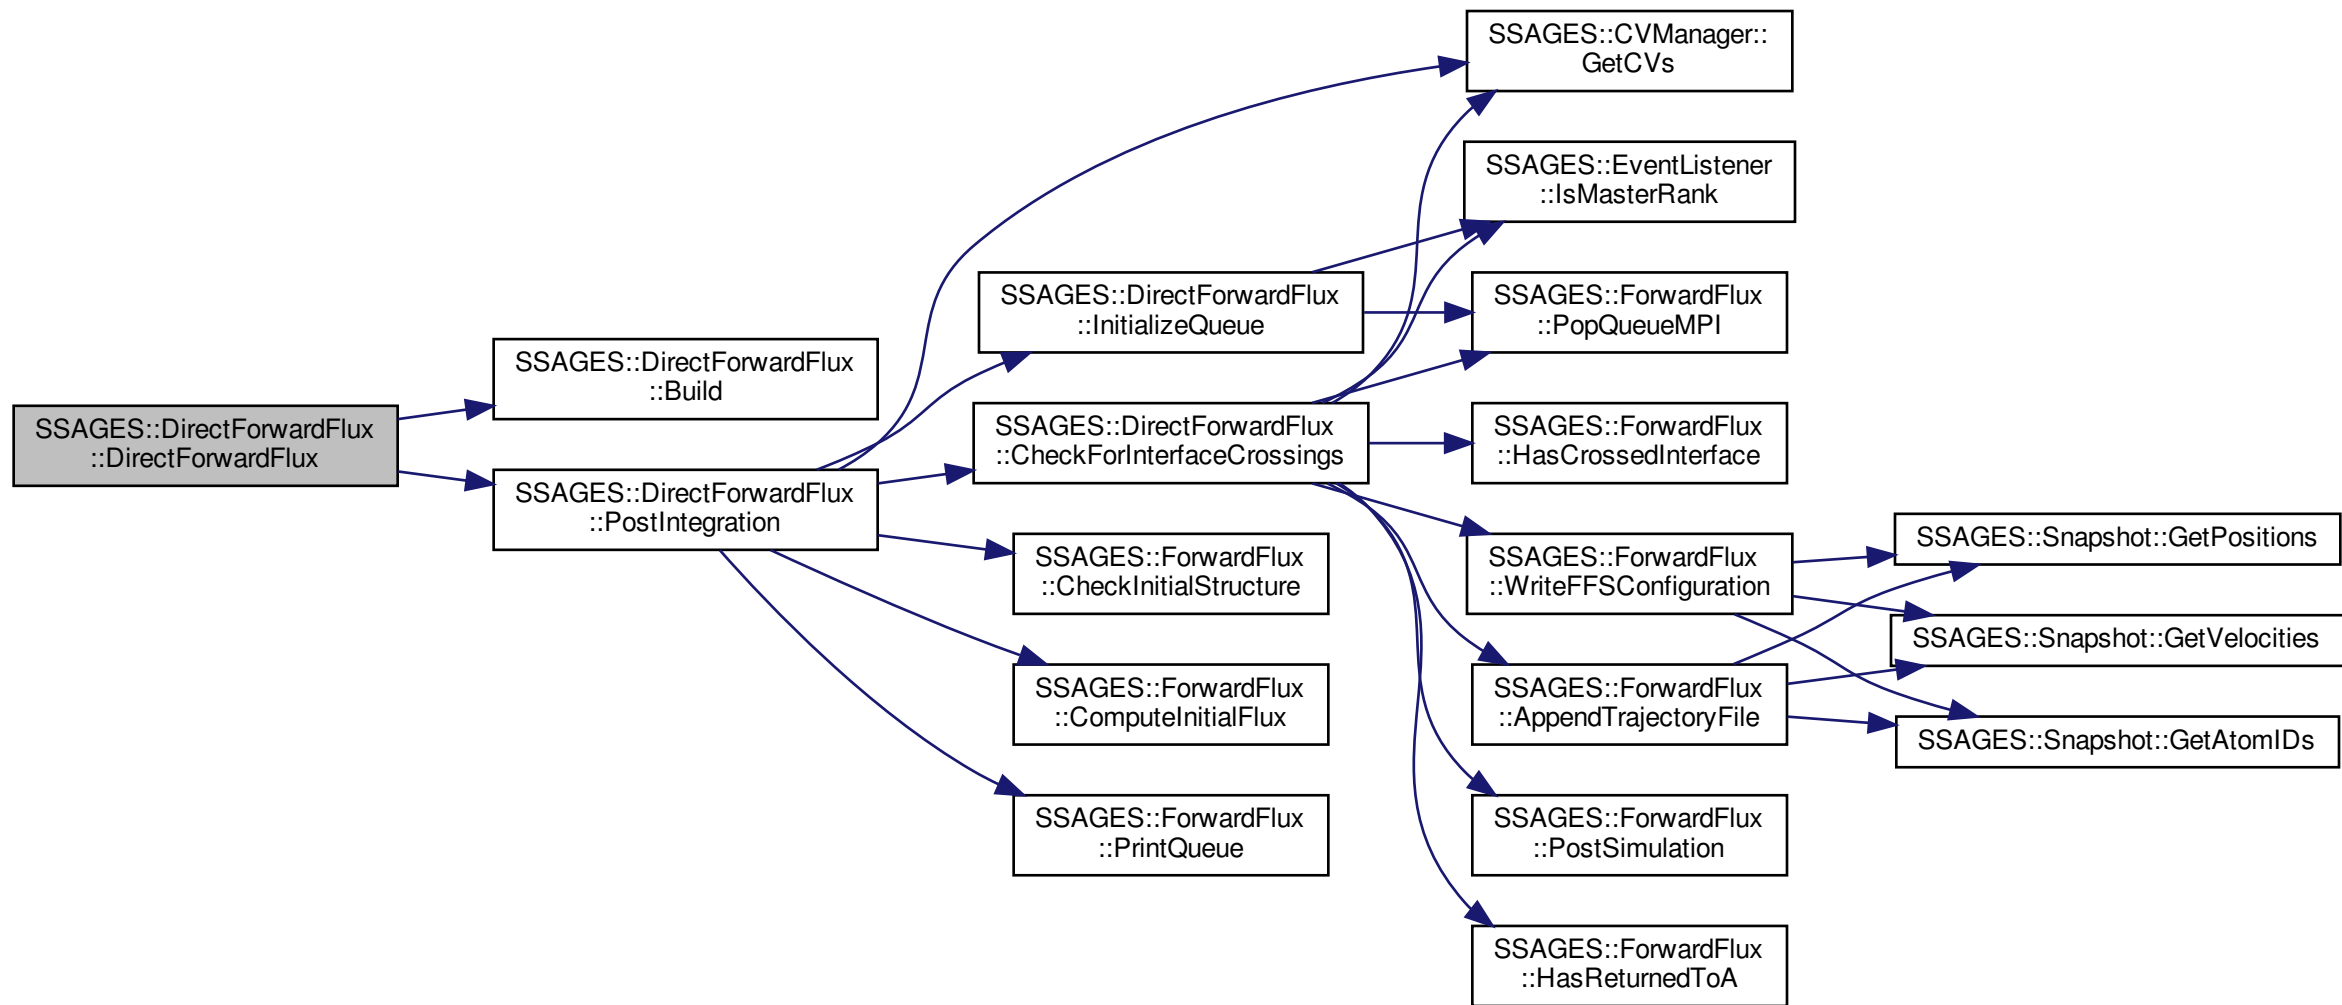 SSAGES::DirectForwardFlux
::DirectForwardFlux
SSAGES::DirectForwardFlux
::Build
SSAGES::DirectForwardFlux
::PostIntegration
SSAGES::DirectForwardFlux
::InitializeQueue
SSAGES::DirectForwardFlux
::CheckForInterfaceCrossings
SSAGES::ForwardFlux
::CheckInitialStructure
SSAGES::ForwardFlux
::ComputeInitialFlux
SSAGES::ForwardFlux
::PrintQueue
SSAGES::CVManager::
GetCVs
SSAGES::EventListener
::IsMasterRank
SSAGES::ForwardFlux
::PopQueueMPI
SSAGES::ForwardFlux
::HasCrossedInterface
SSAGES::ForwardFlux
::WriteFFSConfiguration
SSAGES::ForwardFlux
::AppendTrajectoryFile
SSAGES::ForwardFlux
::PostSimulation
SSAGES::ForwardFlux
::HasReturnedToA
SSAGES::Snapshot::GetPositions
SSAGES::Snapshot::GetVelocities
SSAGES::Snapshot::GetAtomIDs